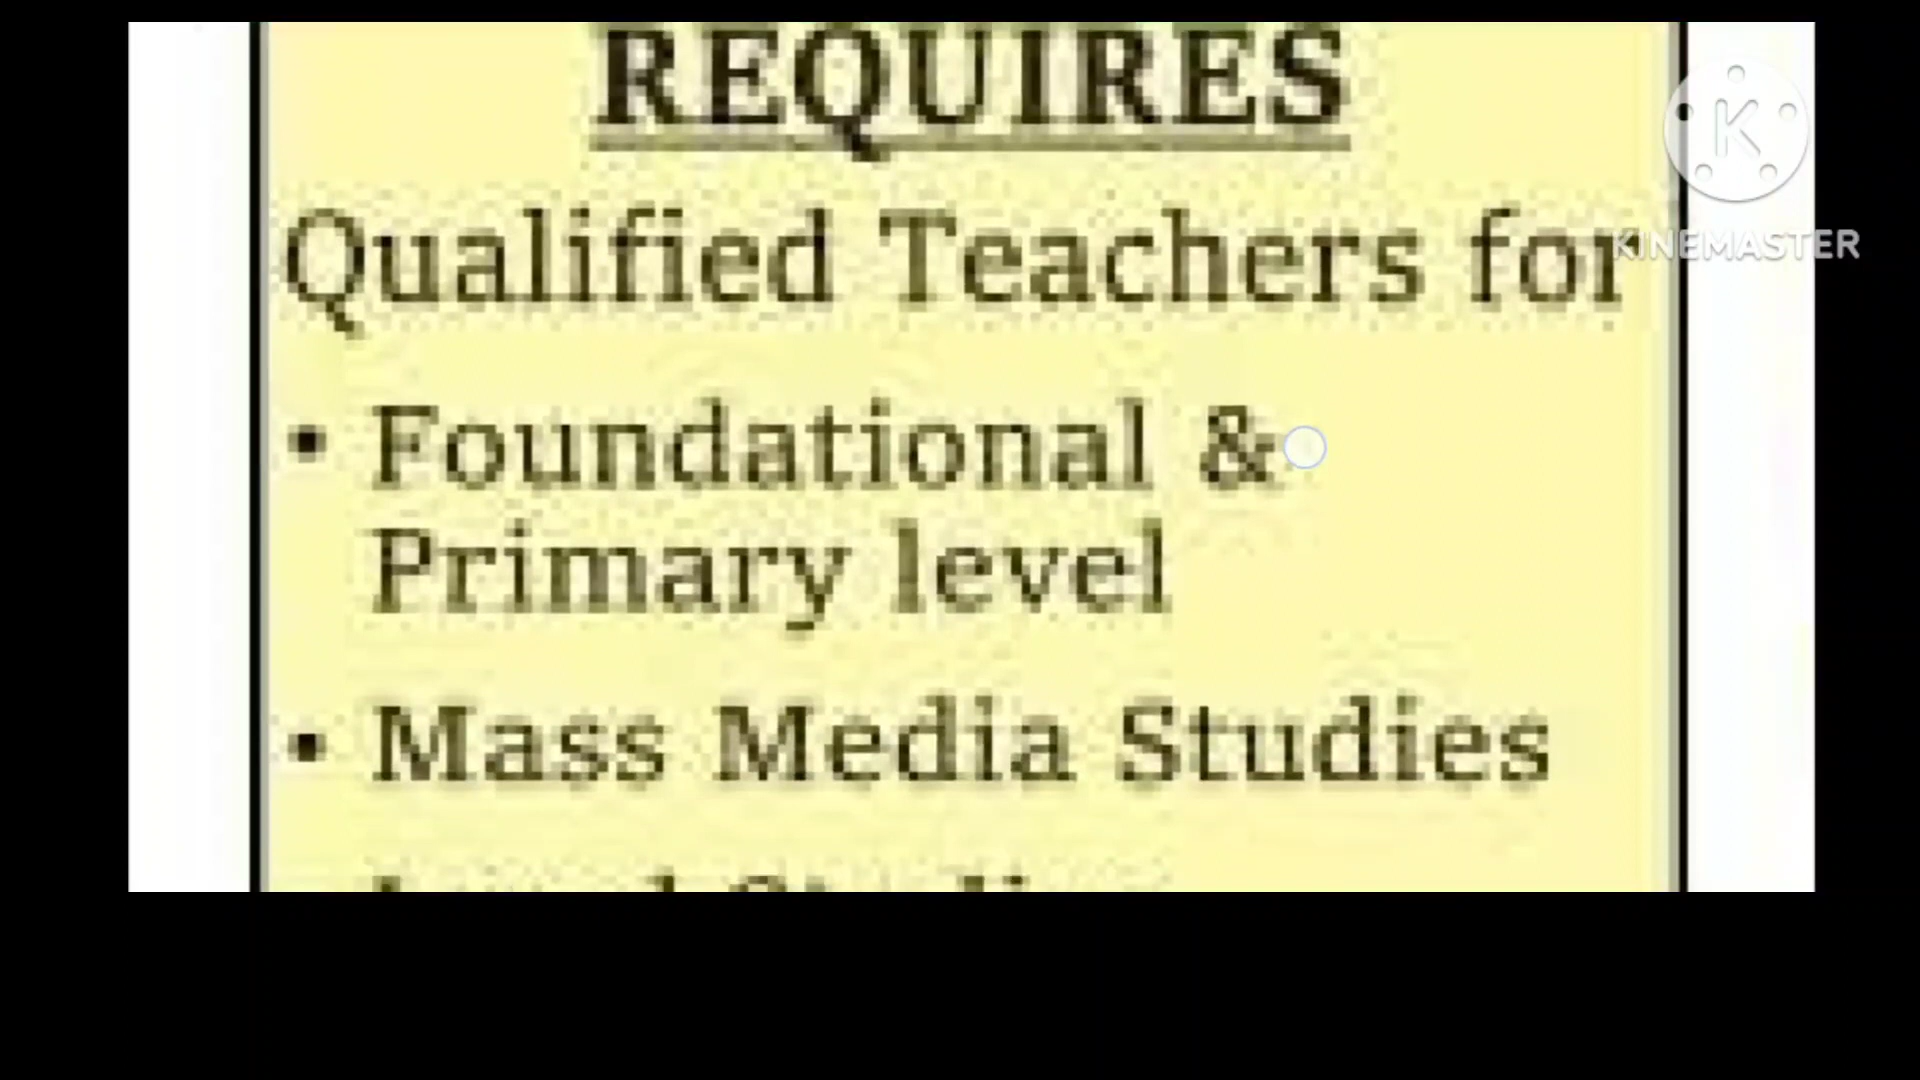 REQUIRES
Qualified Teachers for
• Foundational &
Primary level
• Mass Media Studies
K
KINEMASTER